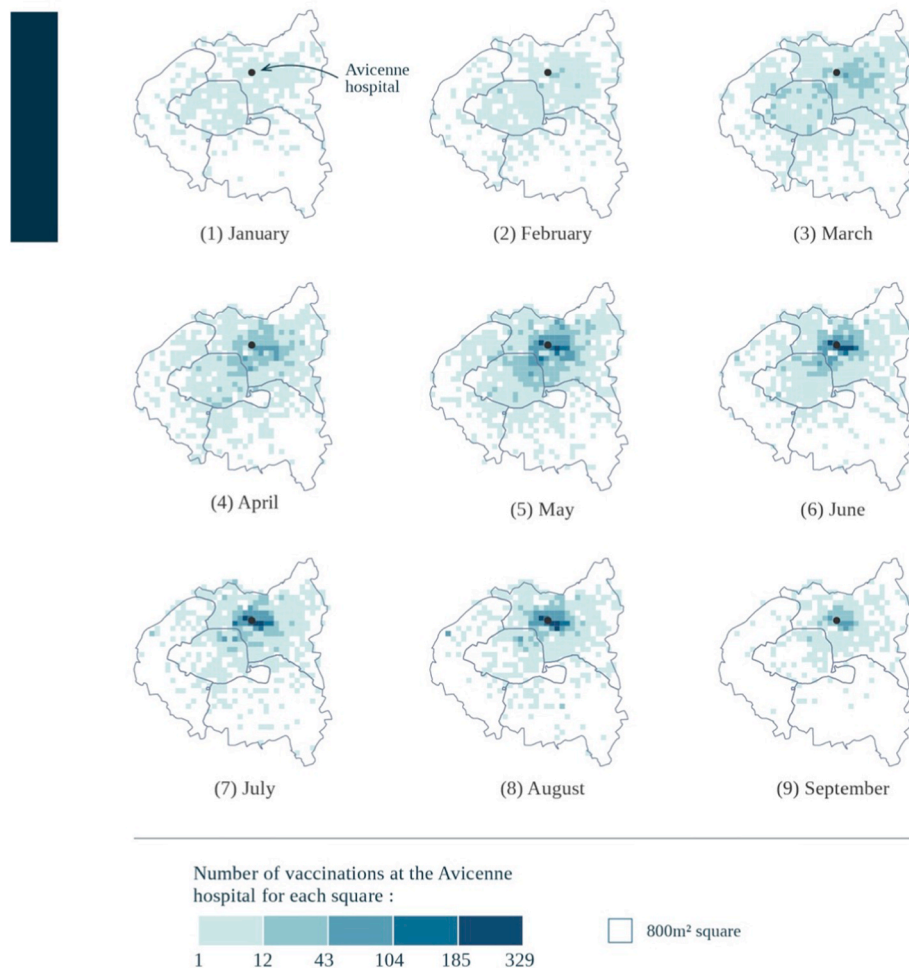 Avicenne
hospital
(1) January
(2) February
(3) March
(4) April
(5) May
(6) June
(7) July
(8) August
(9) September
Number of vaccinations at the Avicenne
hospital for each square :
1 12 43 104 185 329
800m² square